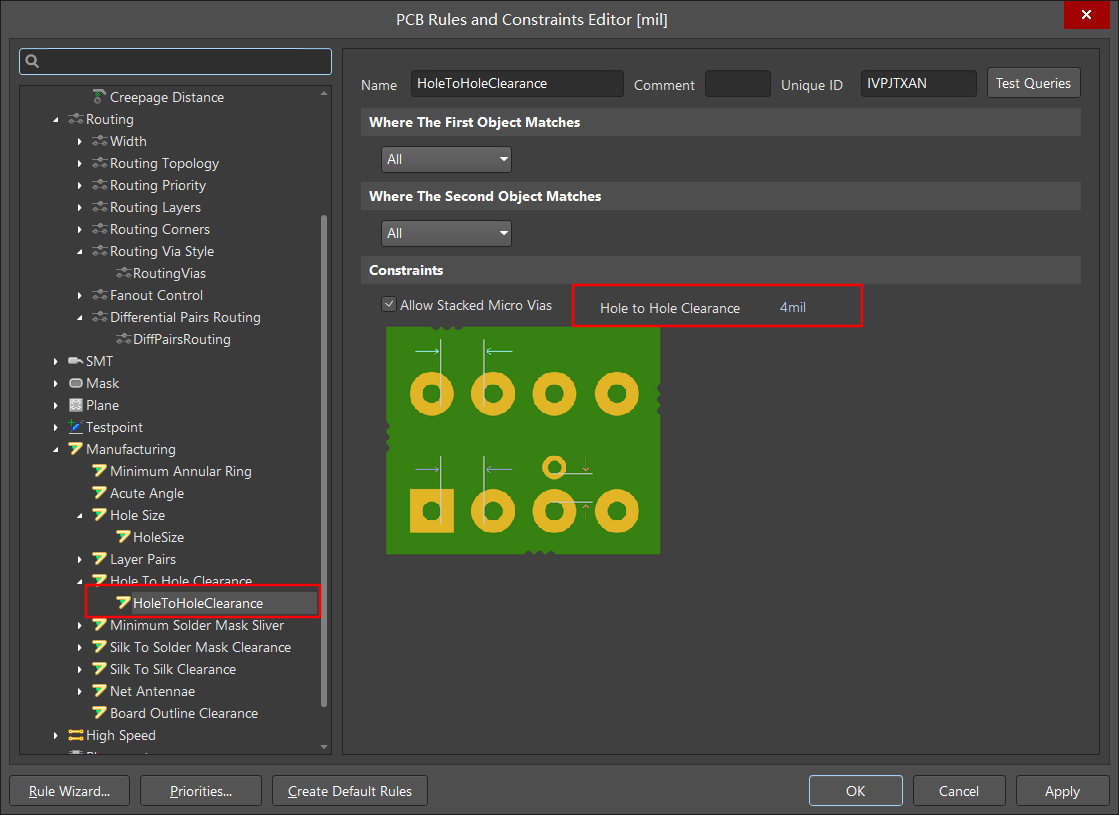 PCB Rules and Constraints Editor [mil]
Creepage Distance
Routing
Width
Routing Topology
Routing Priority
Routing Layers
Routing Corners
Routing Via Style
RoutingVias
Fanout Control
Differential Pairs Routing
DiffPairsRouting
SMT
Mask
Plane
Testpoint
Manufacturing
Minimum Annular Ring
Acute Angle
Hole Size
HoleSize
Layer Pairs
Hole To Hole Clearance
HoleToHoleClearance
Minimum Solder Mask Sliver
Silk To Solder Mask Clearance
Silk To Silk Clearance
Net Antennae
Board Outline Clearance
High Speed
Name HoleToHoleClearance Comment Unique ID IVPJTXAN Test Queries
Where The First Object Matches
All
Where The Second Object Matches
All
Constraints
Allow Stacked Micro Vias Hole to Hole Clearance 4mil
Rule Wizard... Priorities... Create Default Rules OK Cancel Apply